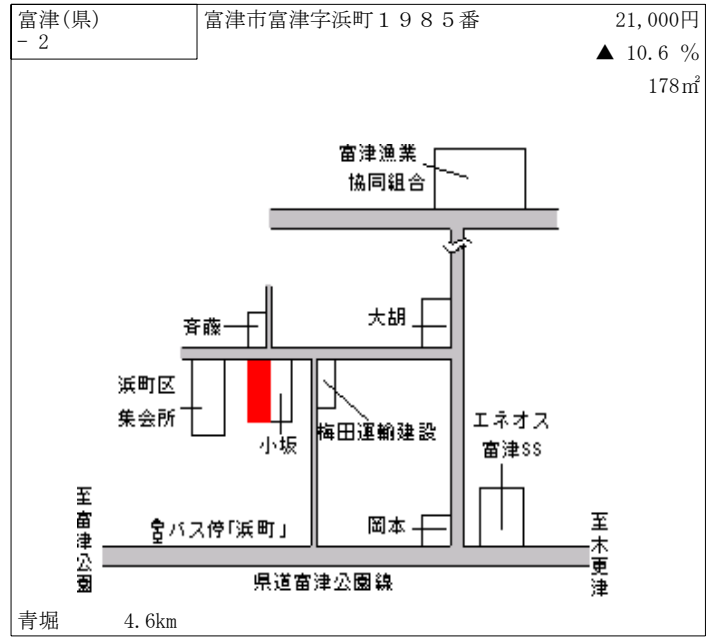 富津(県)
- 2
富津市富津字浜町１９８５番
21,000円
▲ 10.6 %
178㎡
富津漁業
協同組合
斉藤
大胡
浜町区
集会所
小坂
梅田運輸建設
エネオス
富津SS
至富津公園
バス停「浜町」
岡本
至木更津
県道富津公園線
青堀 4.6km